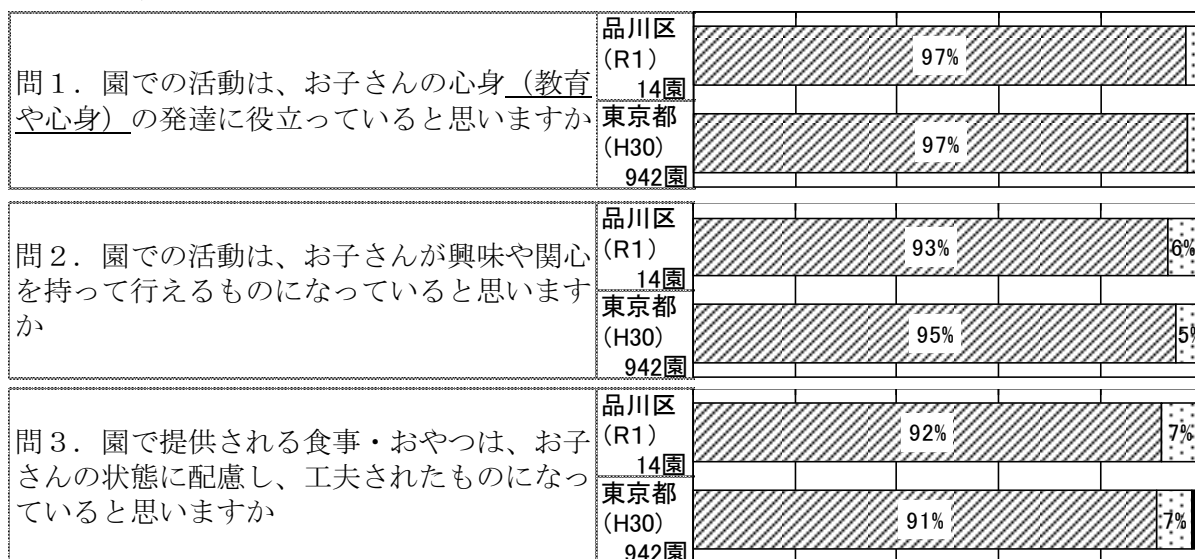 品川区
(R1)
14園
97%
問１．園での活動は、お子さんの心身（教育
や心身）の発達に役立っていると思いますか
東京都
(H30)
942園
97%
品川区
(R1)
14園
93%
6%
問２．園での活動は、お子さんが興味や関心
を持って行えるものになっていると思います
か
東京都
(H30)
942園
95%
5%
品川区
(R1)
14園
92%
7%
問３．園で提供される食事・おやつは、お子
さんの状態に配慮し、工夫されたものになっ
ていると思いますか
東京都
(H30)
942園
91%
7%